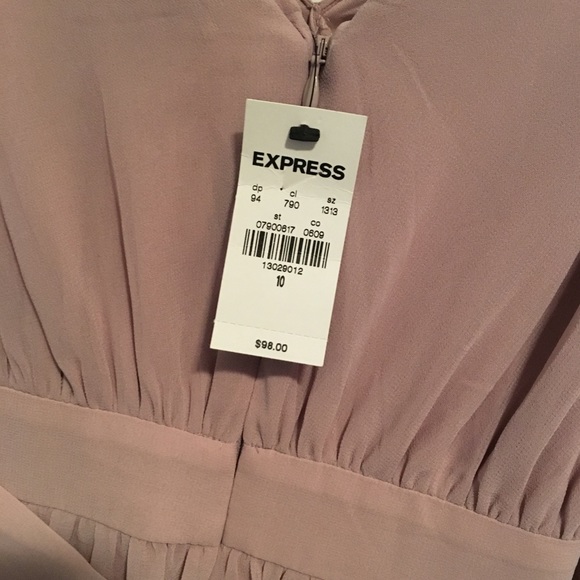 EXPRESS
dp cl sz
94 790 1313
st co
07900617 0609
13029012
10
$98.00